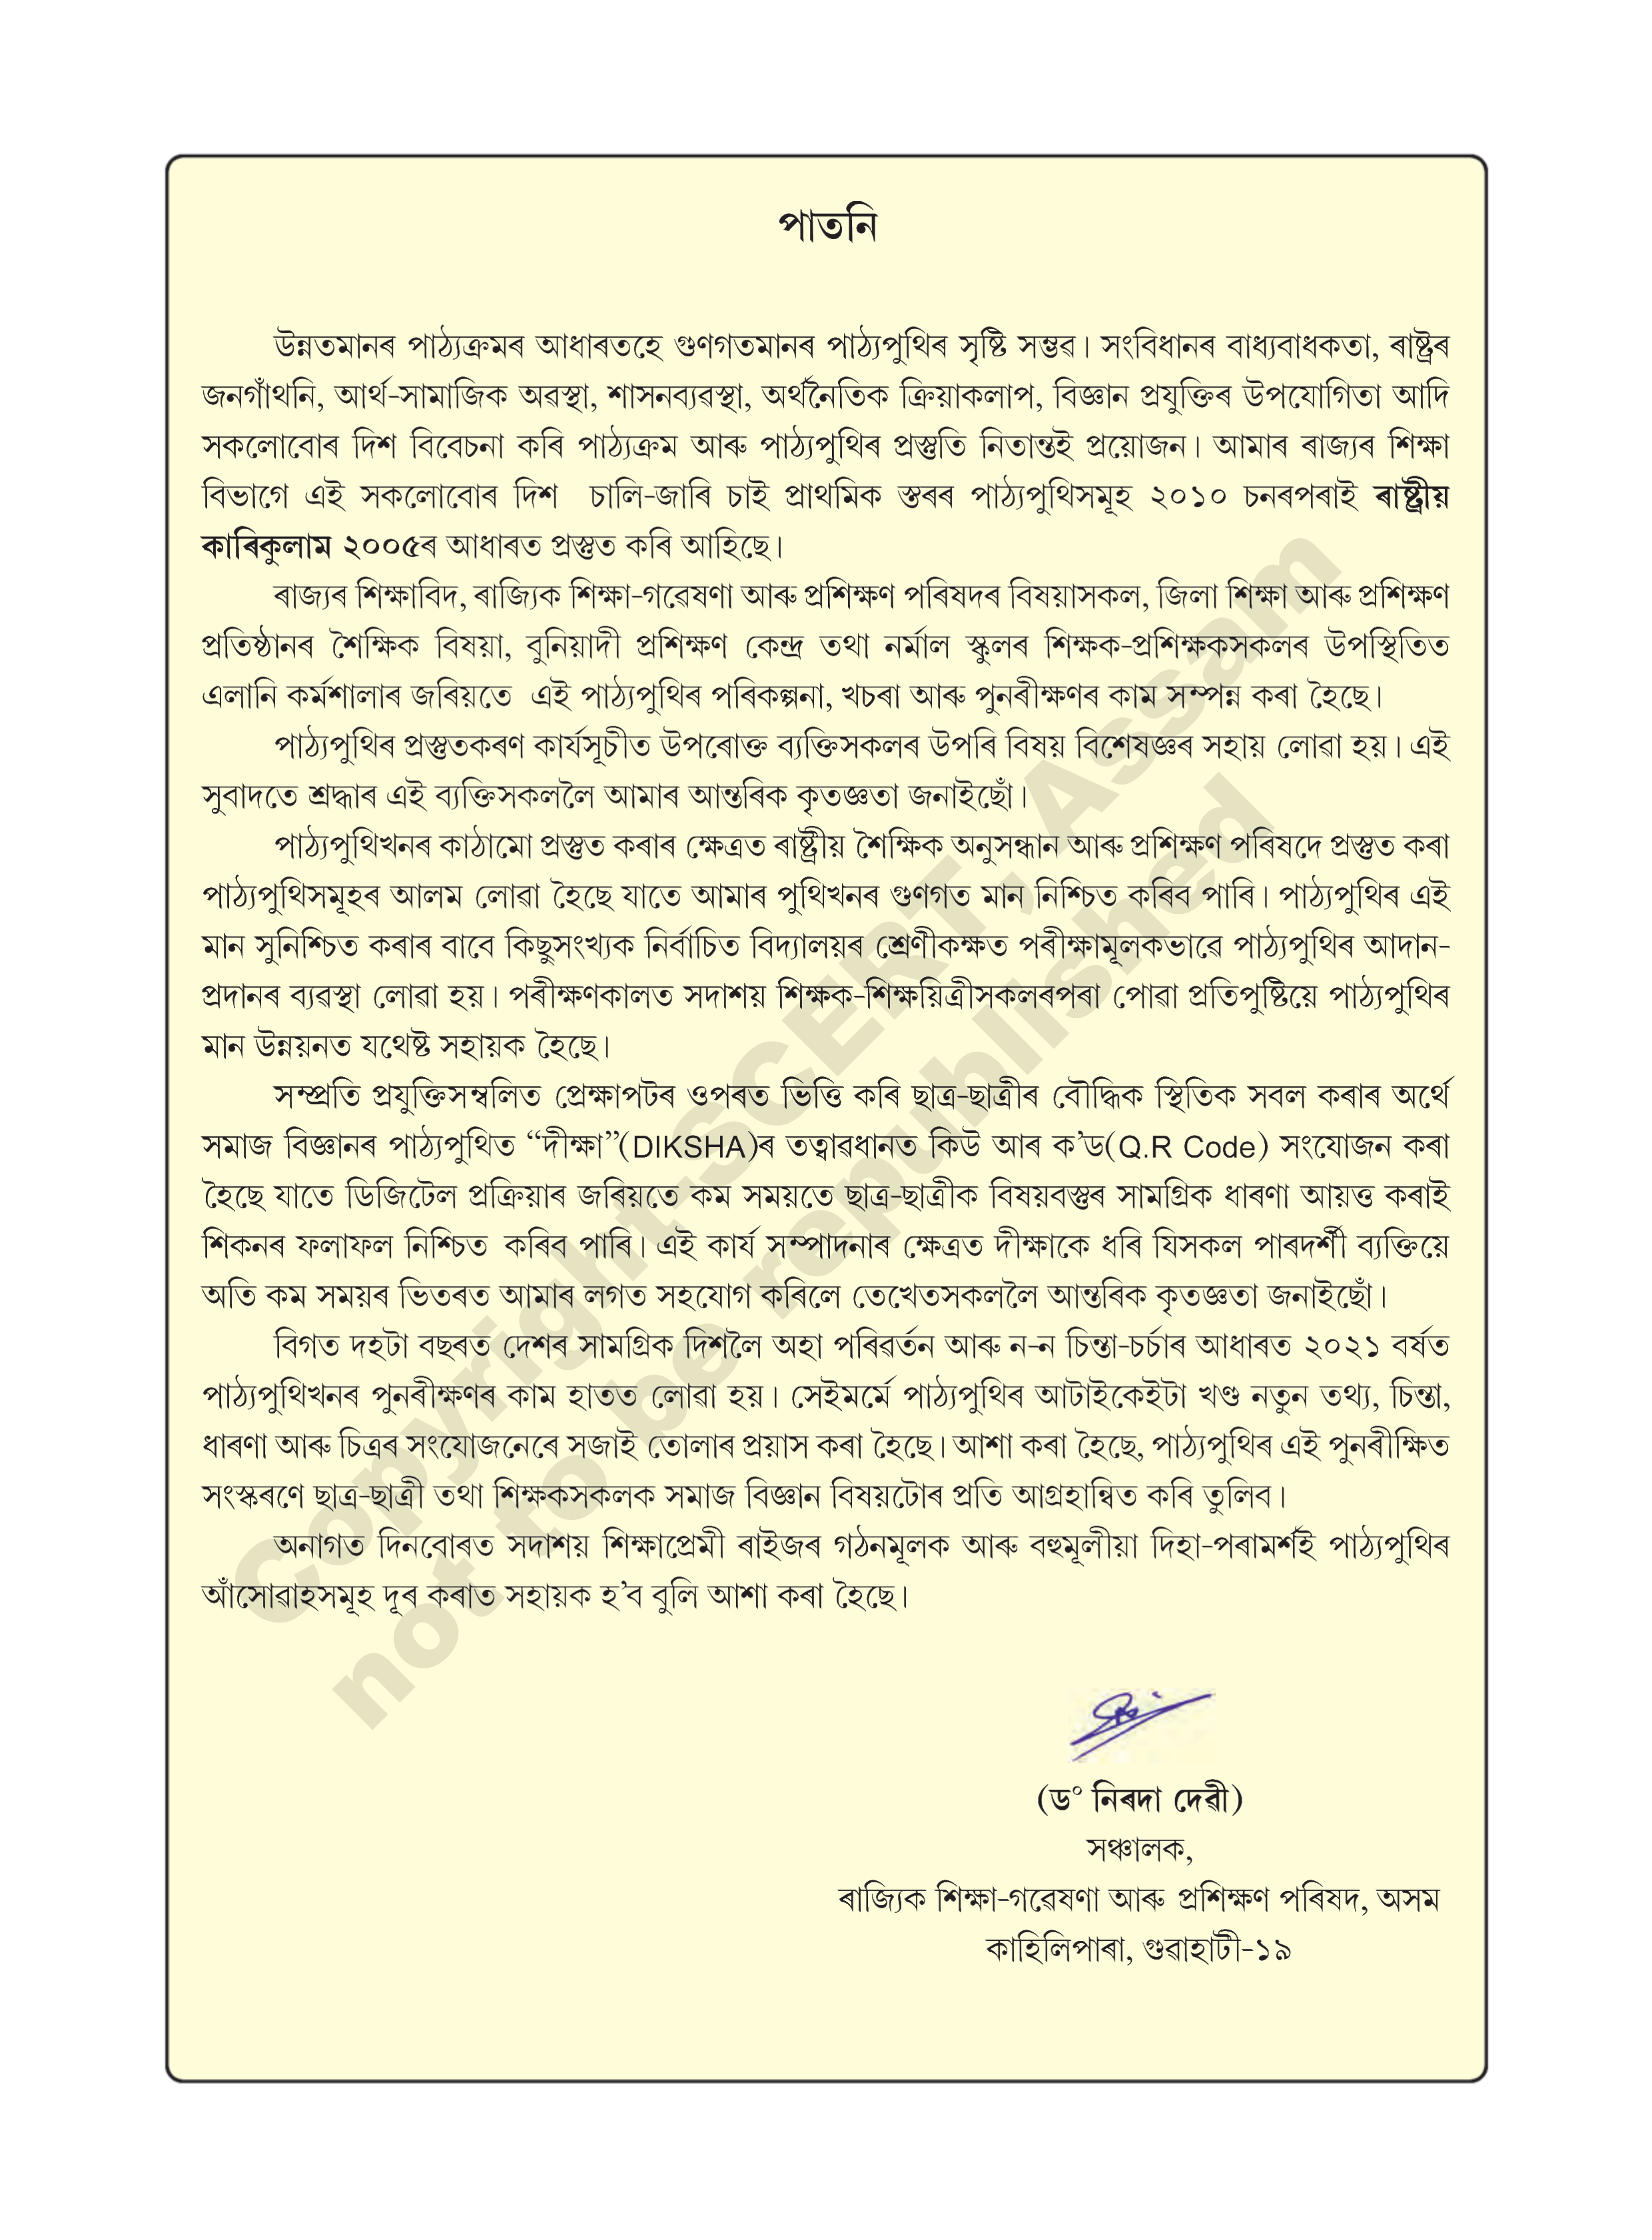 পাতনি
উন্নতমানৰ পাঠ্যক্ৰমৰ আধাৰতহে গুণগতমানৰ পাঠ্যপুথিৰ সৃষ্টি সম্ভৱ। সংবিধানৰ বাধ্যবাধকতা, ৰাষ্ট্ৰৰ
জনগাঁথনি, আৰ্থ-সামাজিক অৱস্থা, শাসনব্যৱস্থা, অৰ্থনৈতিক ক্ৰিয়াকলাপ, বিজ্ঞান প্ৰযুক্তিৰ উপযোগিতা আদি
সকলোবোৰ দিশ বিবেচনা কৰি পাঠ্যক্ৰম আৰু পাঠ্যপুথিৰ প্ৰস্তুতি নিতান্তই প্ৰয়োজন। আমাৰ ৰাজ্যৰ শিক্ষা
বিভাগে এই সকলোবোৰ দিশ চালি-জাৰি চাই প্ৰাথমিক স্তৰৰ পাঠ্যপুথিসমূহ ২০১০ চনৰপৰাই ৰাষ্ট্ৰীয়
কাৰিকুলাম ২০০৫ৰ আধাৰত প্ৰস্তুত কৰি আহিছে।
ৰাজ্যৰ শিক্ষাবিদ, ৰাজ্যিক শিক্ষা-গৱেষণা আৰু প্ৰশিক্ষণ পৰিষদৰ বিষয়াসকল, জিলা শিক্ষা আৰু প্ৰশিক্ষণ
প্ৰতিষ্ঠানৰ শৈক্ষিক বিষয়া, বুনিয়াদী প্ৰশিক্ষণ কেন্দ্ৰ তথা নৰ্মাল স্কুলৰ শিক্ষক-প্ৰশিক্ষকসকলৰ উপস্থিতিত
এলানি কৰ্মশালাৰ জৰিয়তে এই পাঠ্যপুথিৰ পৰিকল্পনা, খচৰা আৰু পুনৰীক্ষণৰ কাম সম্পন্ন কৰা হৈছে।
পাঠ্যপুথিৰ প্ৰস্তুতকৰণ কাৰ্যসূচীত উপৰোক্ত ব্যক্তিসকলৰ উপৰি বিষয় বিশেষজ্ঞৰ সহায় লোৱা হয়। এই
সুবাদতে শ্ৰদ্ধাৰ এই ব্যক্তিসকললৈ আমাৰ আন্তৰিক কৃতজ্ঞতা জনাইছোঁ।
পাঠ্যপুথিখনৰ কাঠামো প্ৰস্তুত কৰাৰ ক্ষেত্ৰত ৰাষ্ট্ৰীয় শৈক্ষিক অনুসন্ধান আৰু প্ৰশিক্ষণ পৰিষদে প্ৰস্তুত কৰা
পাঠ্যপুথিসমূহৰ আলম লোৱা হৈছে যাতে আমাৰ পুথিখনৰ গুণগত মান নিশ্চিত কৰিব পাৰি। পাঠ্যপুথিৰ এই
মান সুনিশ্চিত কৰাৰ বাবে কিছুসংখ্যক নিৰ্বাচিত বিদ্যালয়ৰ শ্ৰেণীকক্ষত পৰীক্ষামূলকভাৱে পাঠ্যপুথিৰ আদান-
প্ৰদানৰ ব্যৱস্থা লোৱা হয়। পৰীক্ষণকালত সদাশয় শিক্ষক-শিক্ষয়িত্ৰীসকলৰপৰা পোৱা প্ৰতিপুষ্টিয়ে পাঠ্যপুথিৰ
মান উন্নয়নত যথেষ্ট সহায়ক হৈছে।
সম্প্ৰতি প্ৰযুক্তিসম্বলিত প্ৰেক্ষাপটৰ ওপৰত ভিত্তি কৰি ছাত্ৰ-ছাত্ৰীৰ বৌদ্ধিক স্থিতিক সবল কৰাৰ অৰ্থে
সমাজ বিজ্ঞানৰ পাঠ্যপুথিত “দীক্ষা”(DIKSHA)ৰ তত্বাৱধানত কিউ আৰ ক’ড(Q.R Code) সংযোজন কৰা
হৈছে যাতে ডিজিটেল প্ৰক্ৰিয়াৰ জৰিয়তে কম সময়তে ছাত্ৰ-ছাত্ৰীক বিষয়বস্তুৰ সামগ্ৰিক ধাৰণা আয়ত্ত কৰাই
শিকনৰ ফলাফল নিশ্চিত কৰিব পাৰি। এই কাৰ্য সম্পাদনাৰ ক্ষেত্ৰত দীক্ষাকে ধৰি যিসকল পাৰদৰ্শী ব্যক্তিয়ে
অতি কম সময়ৰ ভিতৰত আমাৰ লগত সহযোগ কৰিলে তেখেতসকললৈ আন্তৰিক কৃতজ্ঞতা জনাইছোঁ।
বিগত দহটা বছৰত দেশৰ সামগ্ৰিক দিশলৈ অহা পৰিৱৰ্তন আৰু ন-ন চিন্তা-চৰ্চাৰ আধাৰত ২০২১ বৰ্ষত
পাঠ্যপুথিখনৰ পুনৰীক্ষণৰ কাম হাতত লোৱা হয়। সেইমৰ্মে পাঠ্যপুথিৰ আটাইকেইটা খণ্ড নতুন তথ্য, চিন্তা,
ধাৰণা আৰু চিত্ৰৰ সংযোজনেৰে সজাই তোলাৰ প্ৰয়াস কৰা হৈছে। আশা কৰা হৈছে, পাঠ্যপুথিৰ এই পুনৰীক্ষিত
সংস্কৰণে ছাত্ৰ-ছাত্ৰী তথা শিক্ষকসকলক সমাজ বিজ্ঞান বিষয়টোৰ প্ৰতি আগ্ৰহান্বিত কৰি তুলিব।
অনাগত দিনবোৰত সদাশয় শিক্ষাপ্ৰেমী ৰাইজৰ গঠনমূলক আৰু বহুমূলীয়া দিহা-পৰামৰ্শই পাঠ্যপুথিৰ
আঁসোৱাহসমূহ দূৰ কৰাত সহায়ক হ’ব বুলি আশা কৰা হৈছে।
(ড° নিৰদা দেৱী)
সঞ্চালক,
ৰাজ্যিক শিক্ষা-গৱেষণা আৰু প্ৰশিক্ষণ পৰিষদ, অসম
কাহিলিপাৰা, গুৱাহাটী-১৯
Copyright-SCERT, Assam
not to be republished